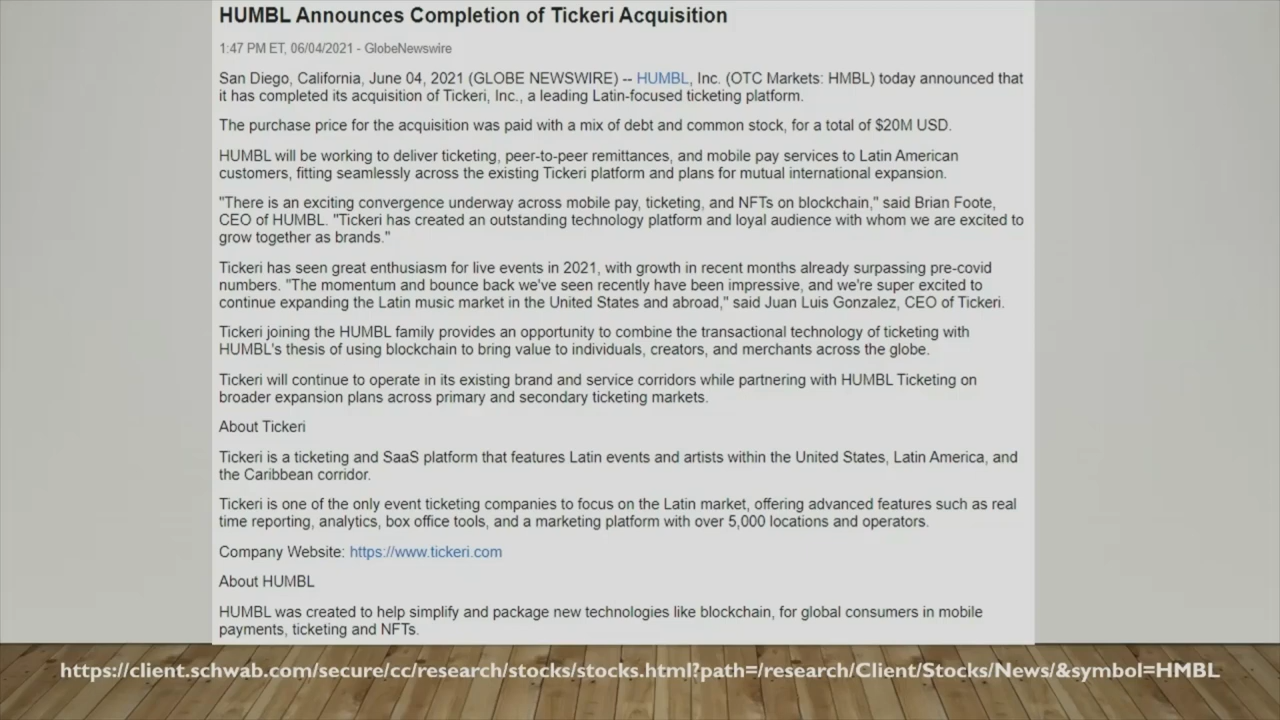 HUMBL Announces Completion of Tickeri Acquisition
1:47 PM ET, 06/04/2021 - GlobeNewswire
San Diego, California, June 04, 2021 (GLOBE NEWSWIRE) -- HUMBL, Inc. (OTC Markets: HMBL) today announced that
it has completed its acquisition of Tickeri, Inc., a leading Latin-focused ticketing platform.
The purchase price for the acquisition was paid with a mix of debt and common stock, for a total of $20M USD.
HUMBL will be working to deliver ticketing, peer-to-peer remittances, and mobile pay services to Latin American
customers, fitting seamlessly across the existing Tickeri platform and plans for mutual international expansion.
"There is an exciting convergence underway across mobile pay, ticketing, and NFTs on blockchain," said Brian Foote,
CEO of HUMBL. "Tickeri has created an outstanding technology platform and loyal audience with whom we are excited to
grow together as brands."
Tickeri has seen great enthusiasm for live events in 2021, with growth in recent months already surpassing pre-covid
numbers. "The momentum and bounce back we've seen recently have been impressive, and we're super excited to
continue expanding the Latin music market in the United States and abroad," said Juan Luis Gonzalez, CEO of Tickeri.
Tickeri joining the HUMBL family provides an opportunity to combine the transactional technology of ticketing with
HUMBL's thesis of using blockchain to bring value to individuals, creators, and merchants across the globe.
Tickeri will continue to operate in its existing brand and service corridors while partnering with HUMBL Ticketing on
broader expansion plans across primary and secondary ticketing markets.
About Tickeri
Tickeri is a ticketing and SaaS platform that features Latin events and artists within the United States, Latin America, and
the Caribbean corridor.
Tickeri is one of the only event ticketing companies to focus on the Latin market, offering advanced features such as real
time reporting, analytics, box office tools, and a marketing platform with over 5,000 locations and operators.
Company Website: https://www.tickeri.com
About HUMBL
HUMBL was created to help simplify and package new technologies like blockchain, for global consumers in mobile
payments, ticketing and NFTs.
https://client.schwab.com/secure/cc/research/stocks/stocks.html?path=/research/Client/Stocks/News/&symbol=HMBL